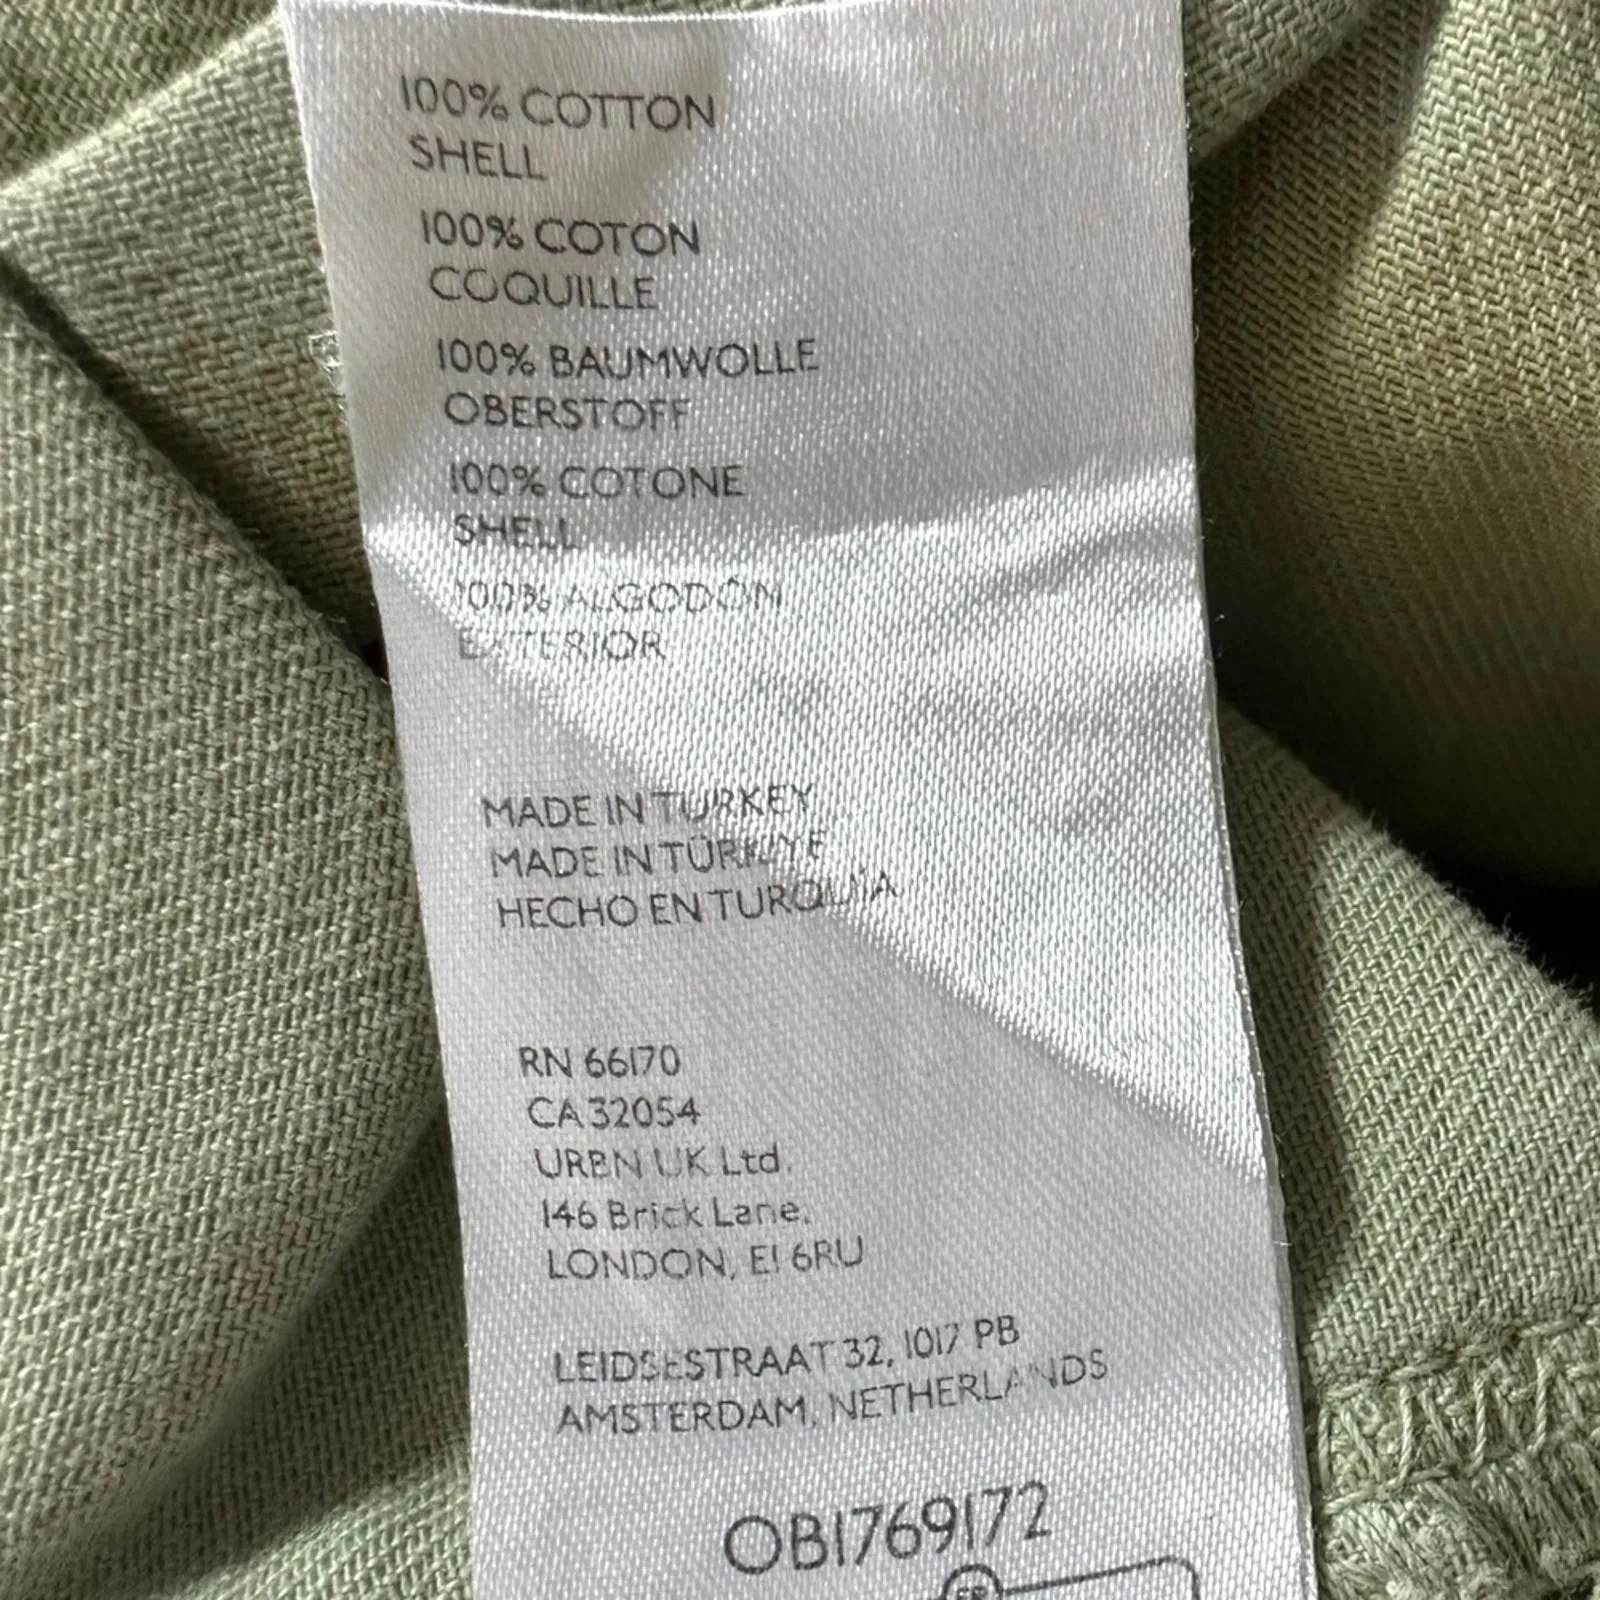 100% COTTON
SHELL
100% COTON
COQUILLE
100% BAUMWOLLE
OBERSTOFF
100% COTONE
SHELL
100% ALGODÓN
EXTERIOR
MADE IN TURKEY
MADE IN TÜRKIYE
HECHO EN TURQUÍA
RN 66170
CA 32054
URBN UK Ltd.
146 Brick Lane,
LONDON, E1 6RU
LEIDSESTRAAT 32, 1017 PB
AMSTERDAM, NETHERLANDS
OB1769172
FR